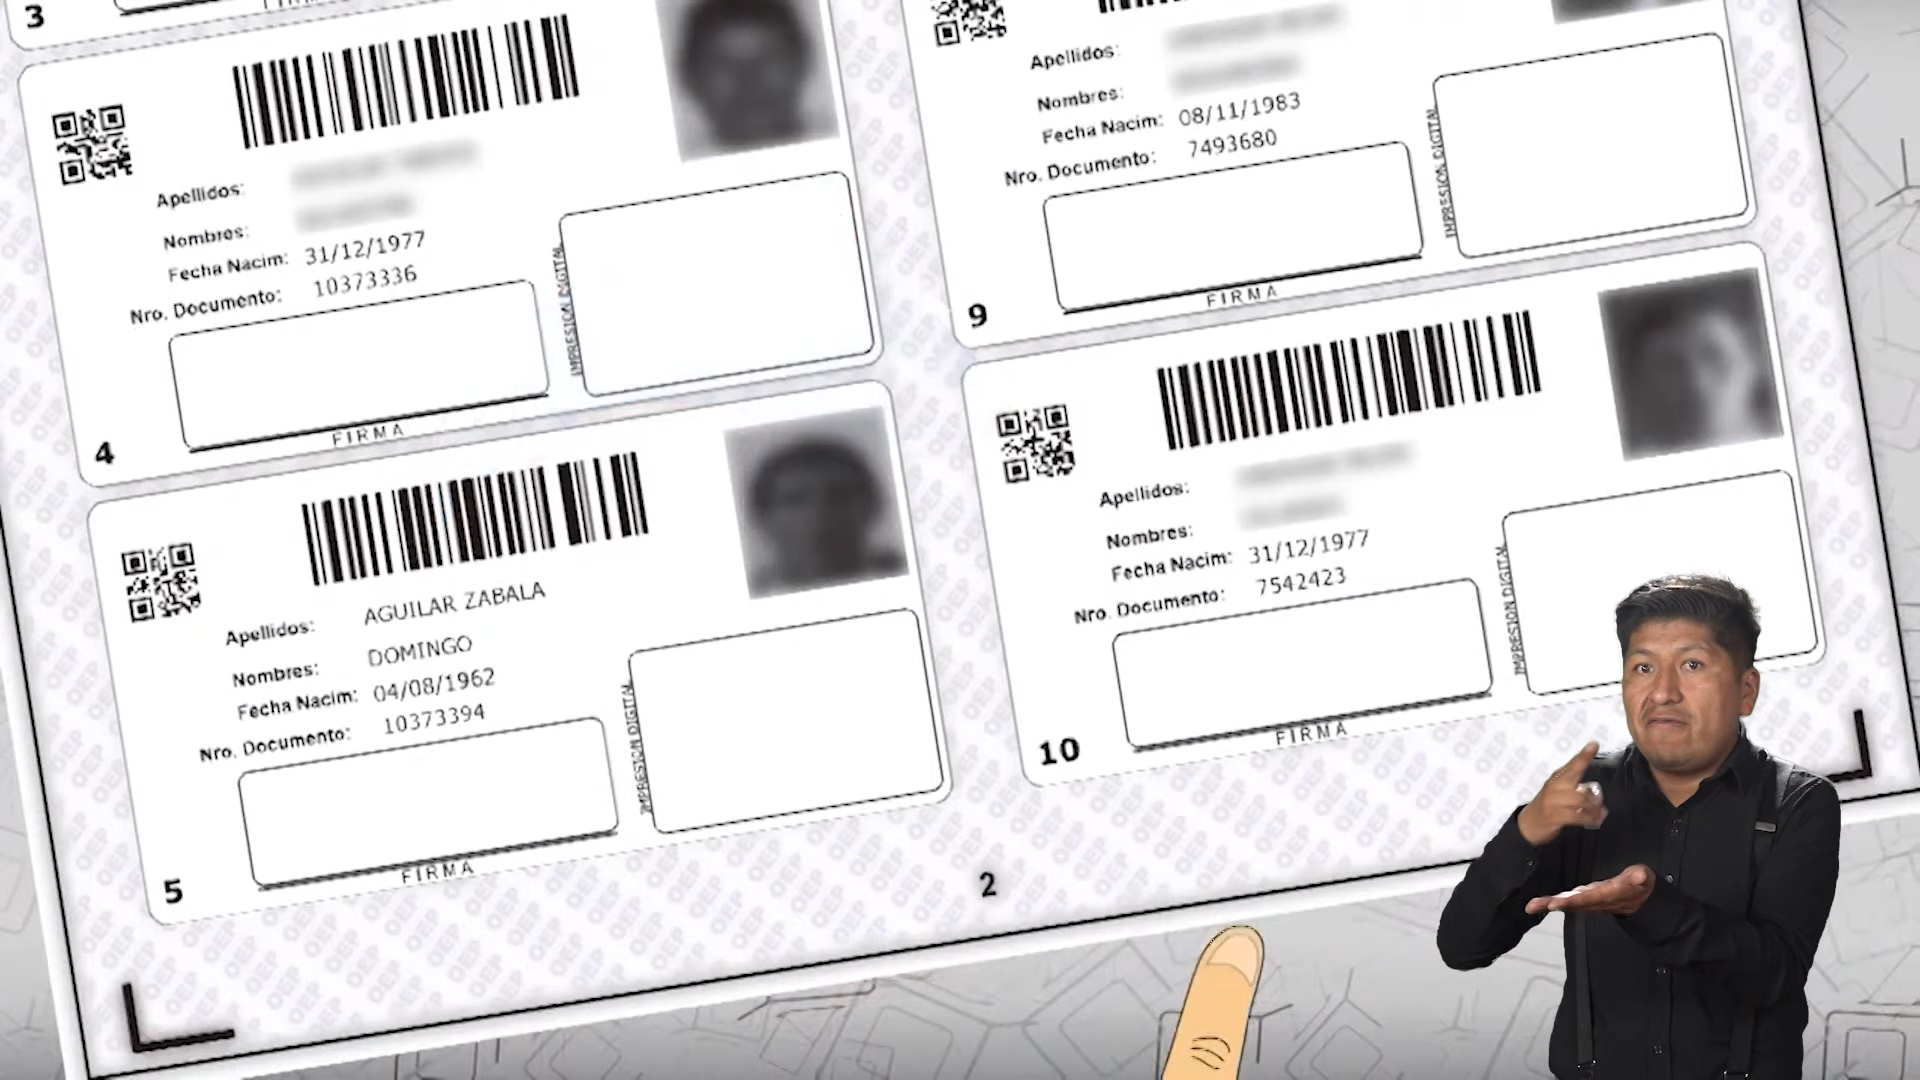 3
FIRMA
Apellidos:
Nombres:
Fecha Nacim: 31/12/1977
Nro. Documento: 10373336
IMPRESION DIGITAL
FIRMA
4
Apellidos: AGUILAR ZABALA
Nombres: DOMINGO
Fecha Nacim: 04/08/1962
Nro. Documento: 10373394
IMPRESION DIGITAL
FIRMA
5
Apellidos:
Nombres:
Fecha Nacim: 08/11/1983
Nro. Documento: 7493680
IMPRESION DIGITAL
FIRMA
9
Apellidos:
Nombres:
Fecha Nacim: 31/12/1977
Nro. Documento: 7542423
IMPRESION DIGITAL
FIRMA
10
2
OEP